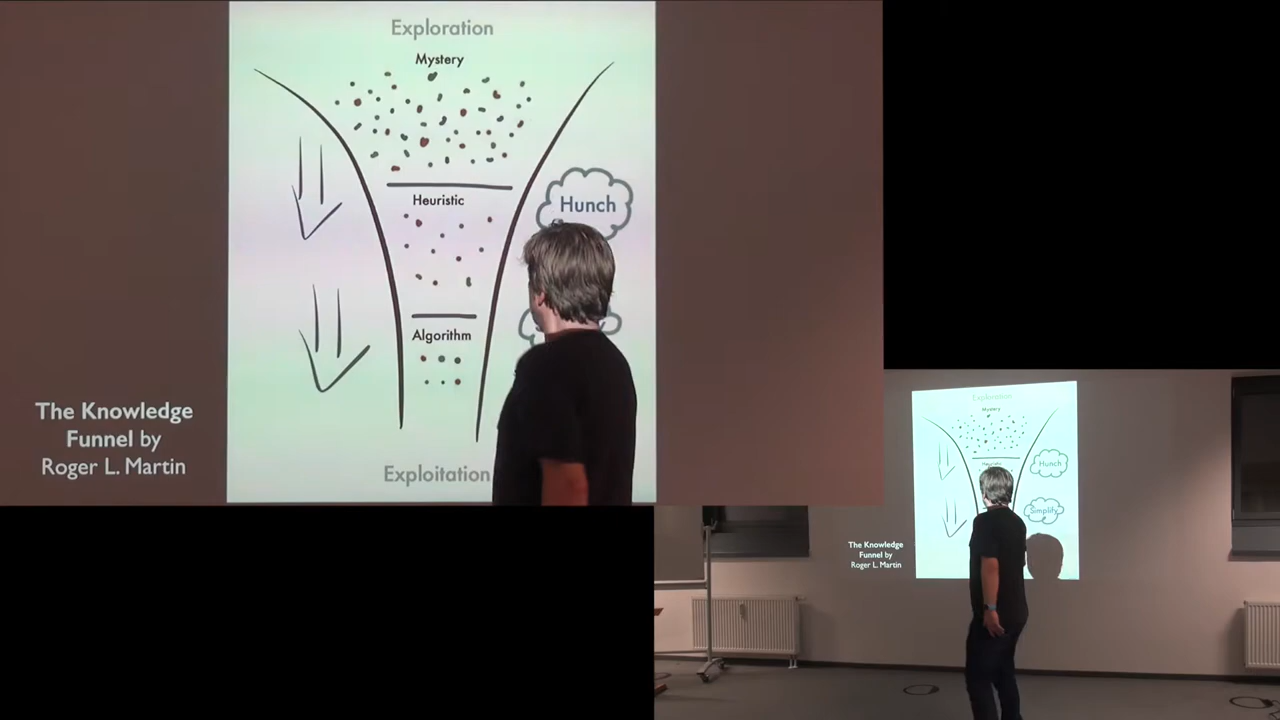 Exploration
Mystery
Heuristic
Hunch
Algorithm
The Knowledge
Funnel by
Roger L. Martin
Exploitation
Exploration
Mystery
Heuristic
Hunch
Simplify
The Knowledge
Funnel by
Roger L. Martin